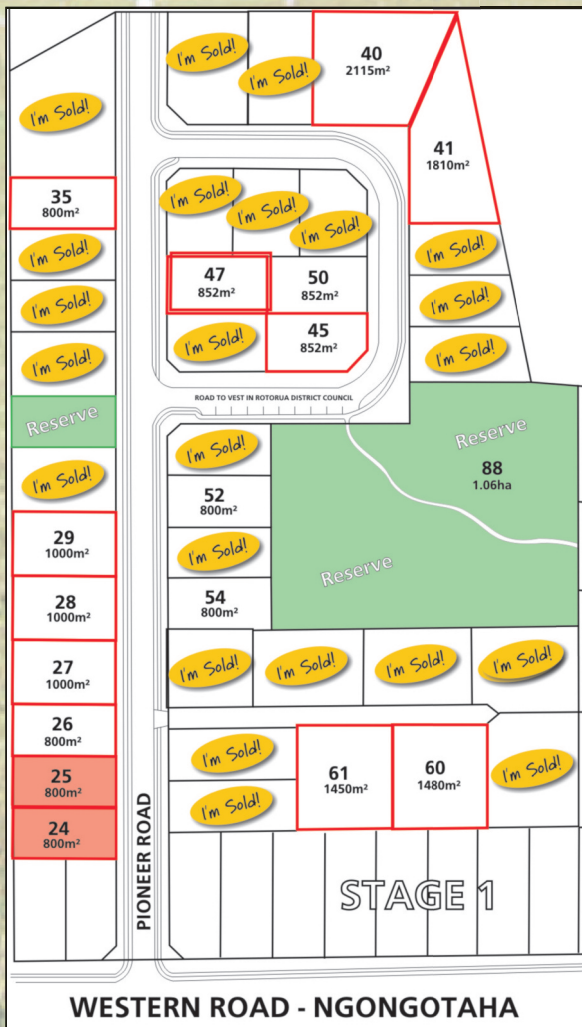 I'm Sold!
I'm Sold!
40
2115m²
I'm Sold!
41
1810m²
35
800m²
I'm Sold!
I'm Sold!
I'm Sold!
I'm Sold!
I'm Sold!
47
852m²
50
852m²
I'm Sold!
I'm Sold!
I'm Sold!
45
852m²
I'm Sold!
I'm Sold!
ROAD TO VEST IN ROTORUA DISTRICT COUNCIL
Reserve
Reserve
I'm Sold!
88
1.06ha
I'm Sold!
52
800m²
29
1000m²
I'm Sold!
Reserve
28
1000m²
54
800m²
27
1000m²
I'm Sold!
I'm Sold!
I'm Sold!
I'm Sold!
26
800m²
I'm Sold!
61
1450m²
60
1480m²
I'm Sold!
25
800m²
I'm Sold!
24
800m²
PIONEER ROAD
STAGE 1
WESTERN ROAD - NGONGOTAHA